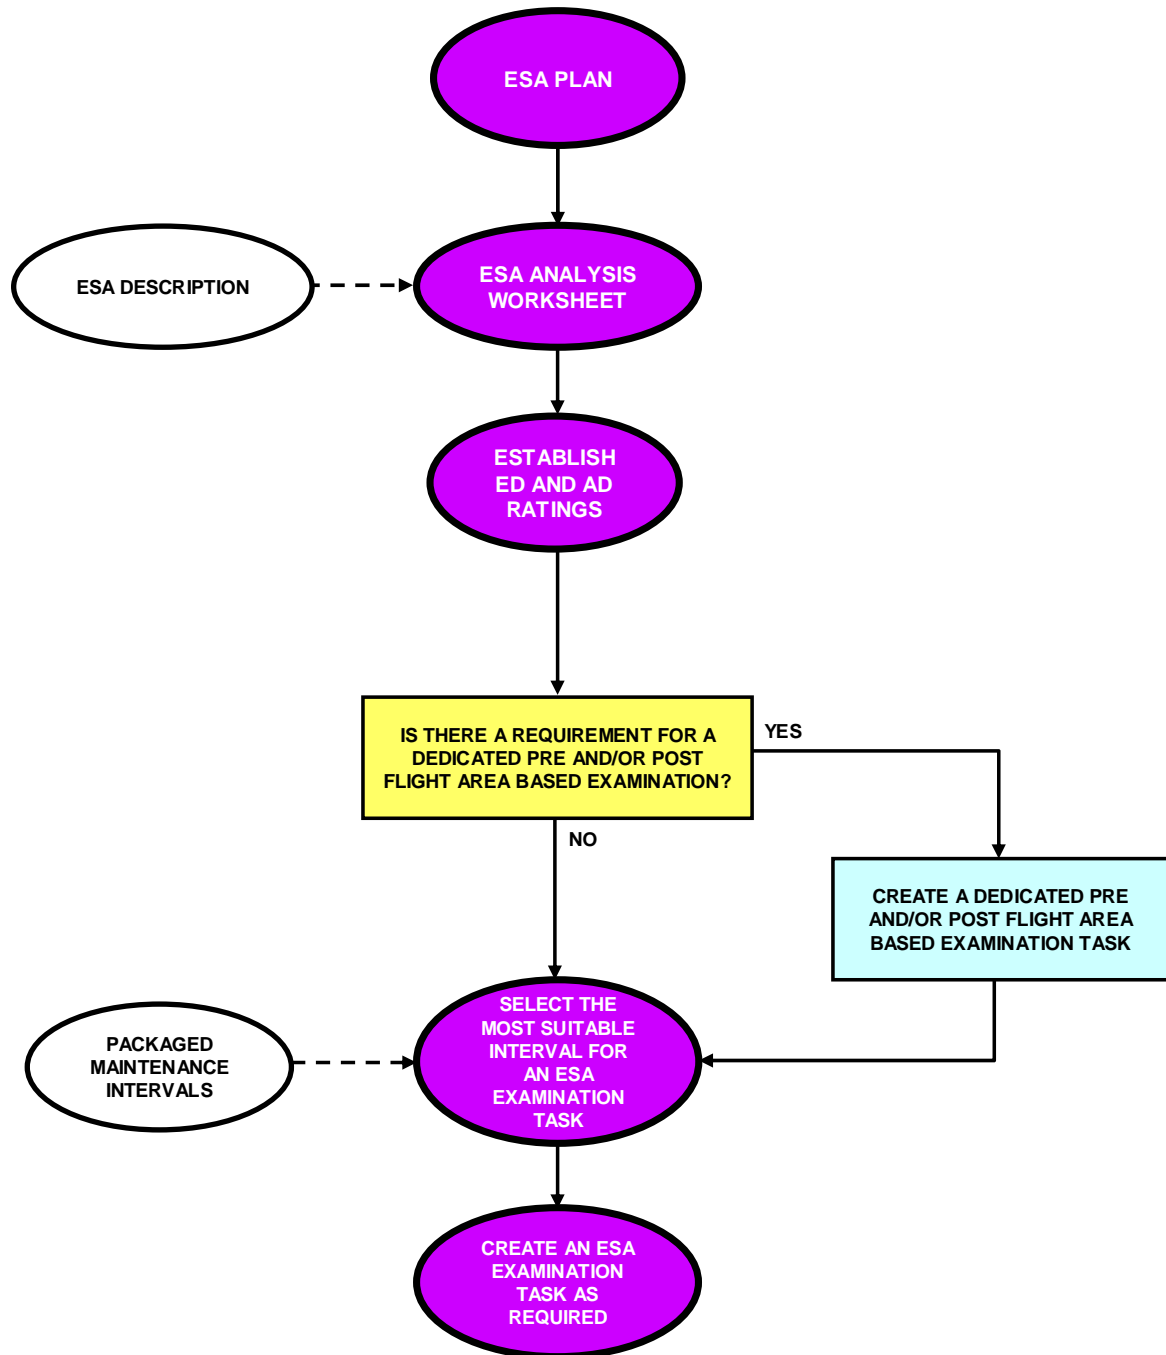 ESA PLAN
ESA DESCRIPTION
ESA ANALYSIS
WORKSHEET
ESTABLISH
ED AND AD
RATINGS
IS THERE A REQUIREMENT FOR A
DEDICATED PRE AND/OR POST
FLIGHT AREA BASED EXAMINATION?
YES
NO
CREATE A DEDICATED PRE
AND/OR POST FLIGHT AREA
BASED EXAMINATION TASK
PACKAGED
MAINTENANCE
INTERVALS
SELECT THE
MOST SUITABLE
INTERVAL FOR
AN ESA
EXAMINATION
TASK
CREATE AN ESA
EXAMINATION
TASK AS
REQUIRED